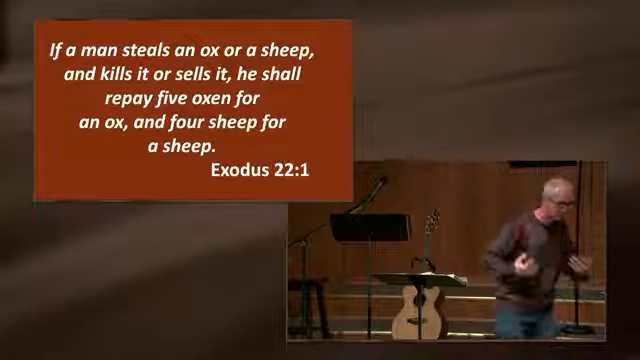 If a man steals an ox or a sheep,
and kills it or sells it, he shall
repay five oxen for
an ox, and four sheep for
a sheep.
Exodus 22:1